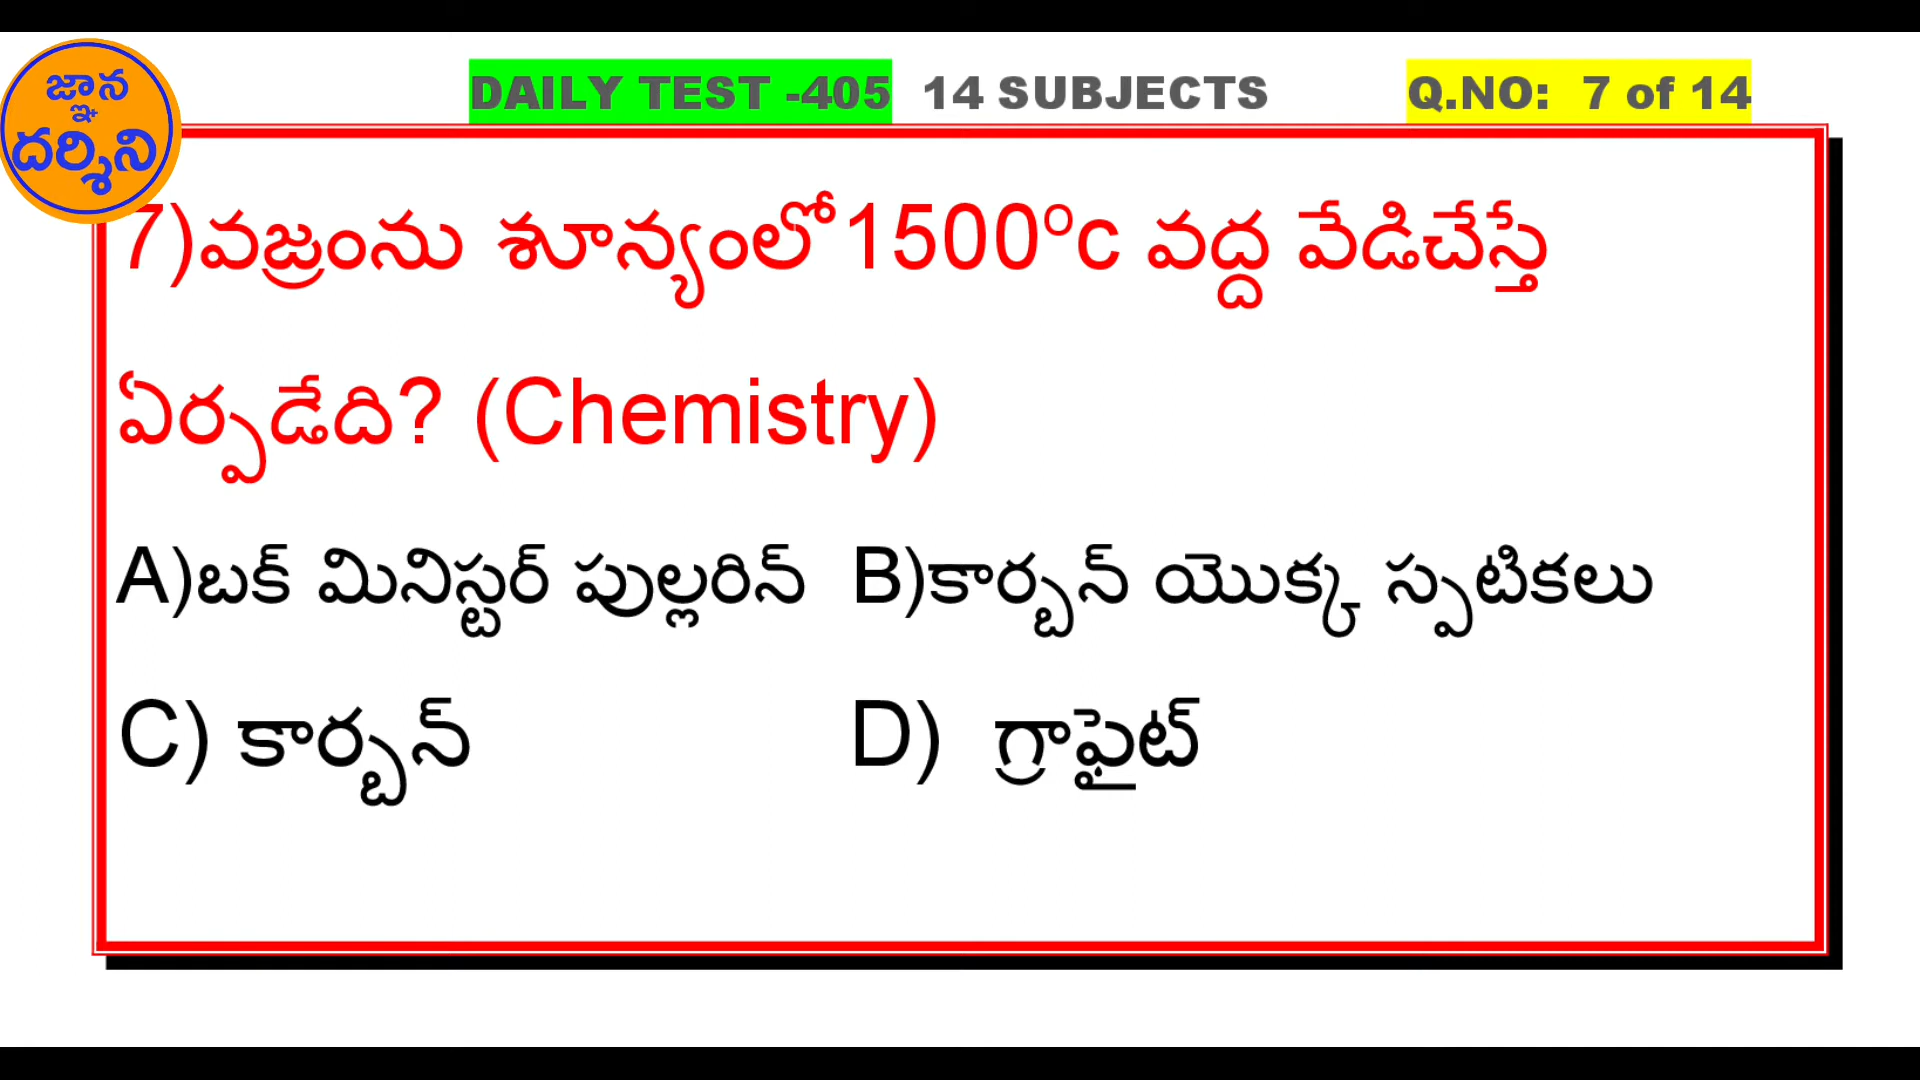 జ్ఞాన
దర్శిని
DAILY TEST -405 14 SUBJECTS Q.NO: 7 of 14
7)వజ్రంను శూన్యంలో 1500ºc వద్ద వేడిచేస్తే
ఏర్పడేది? (Chemistry)
A)బక్ మినిస్టర్ పుల్లరిన్ B)కార్బన్ యొక్క స్పటికలు
C) కార్బన్ D) గ్రాఫైట్